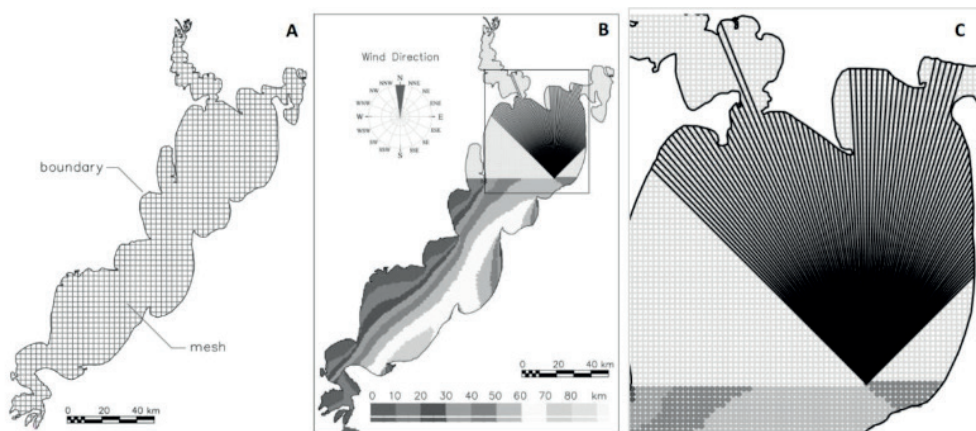 A
boundary
mesh
0 20 40
km
B
Wind Direction
N
NNW NNE
NW
WNW ENE
W E
WSW ESE
SW SE
SSW SSE
S
0 20 40 km
0 10 20 30 40 50 60 70 80 km
C